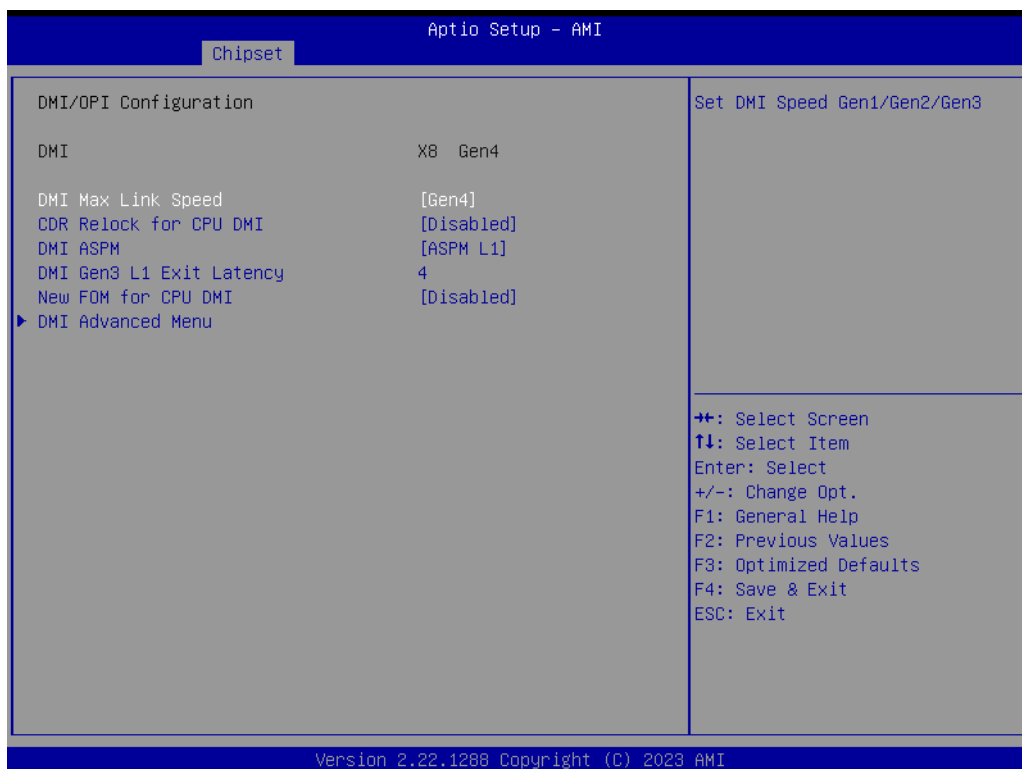 Aptio Setup - AMI
Chipset
DMI/OPI Configuration
Set DMI Speed Gen1/Gen2/Gen3
DMI X8 Gen4
DMI Max Link Speed [Gen4]
CDR Relock for CPU DMI [Disabled]
DMI ASPM [ASPM L1]
DMI Gen3 L1 Exit Latency 4
New FOM for CPU DMI [Disabled]
▶ DMI Advanced Menu
→←: Select Screen
↑↓: Select Item
Enter: Select
+/-: Change Opt.
F1: General Help
F2: Previous Values
F3: Optimized Defaults
F4: Save & Exit
ESC: Exit
Version 2.22.1288 Copyright (C) 2023 AMI